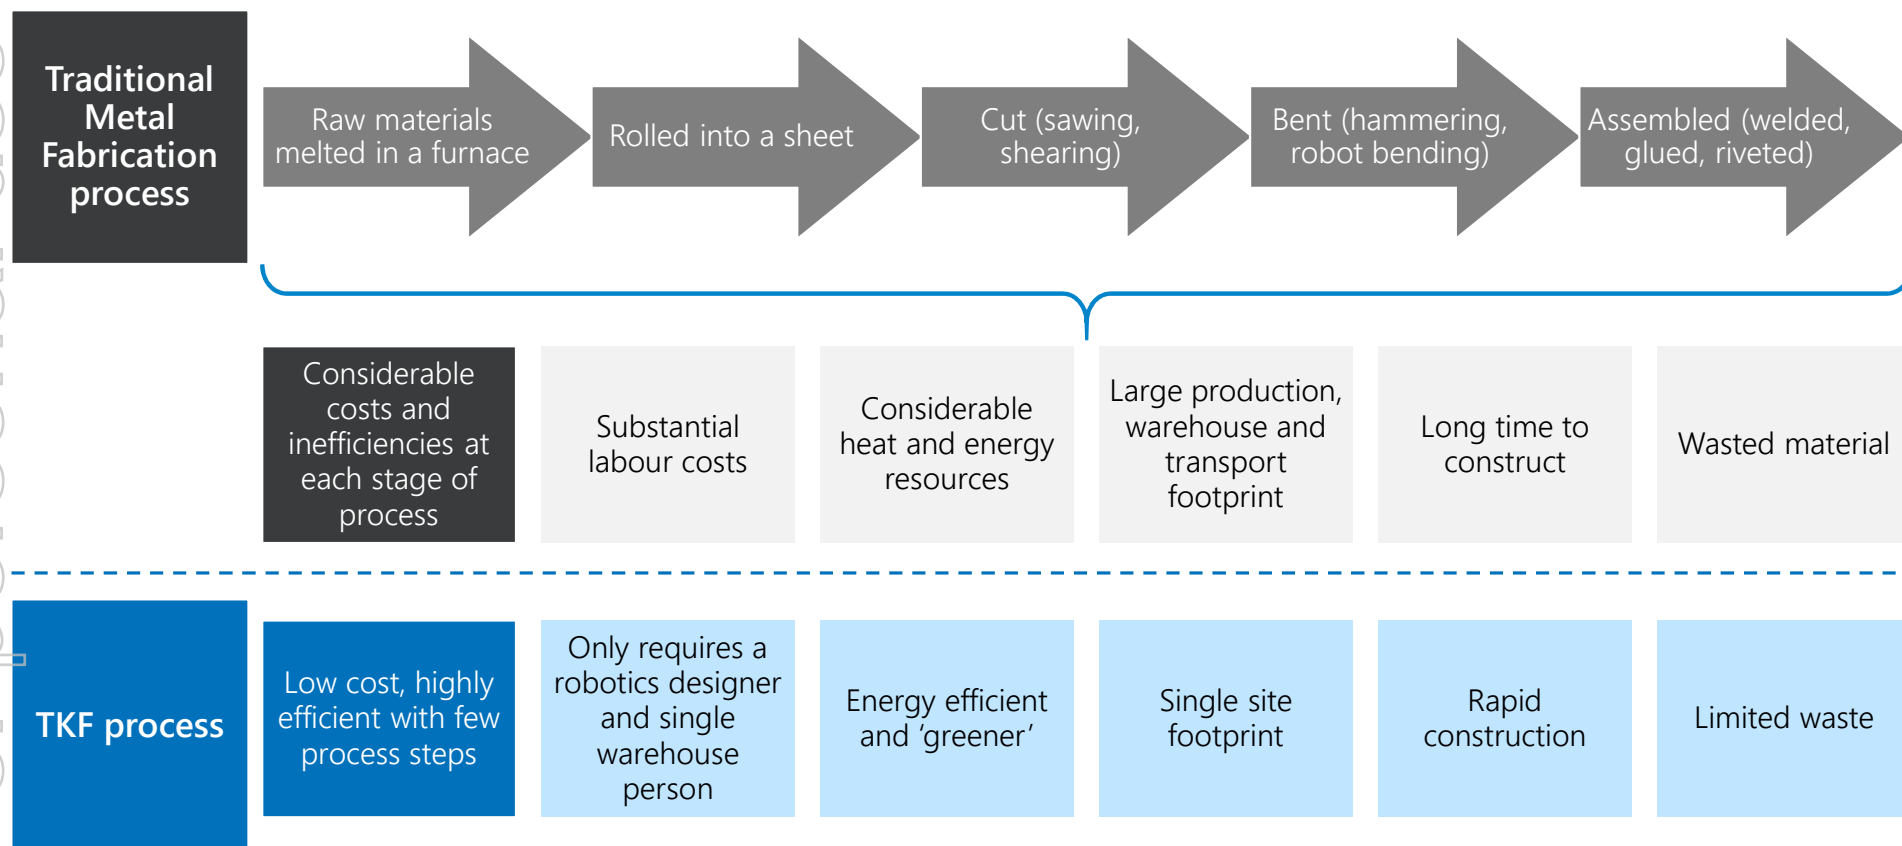 Traditional
Metal
Fabrication
process
Raw materials
melted in a furnace
Rolled into a sheet
Cut (sawing,
shearing)
Bent (hammering,
robot bending)
Assembled (welded,
glued, riveted)
Considerable
costs and
inefficiencies at
each stage of
process
Substantial
labour costs
Considerable
heat and energy
resources
Large production,
warehouse and
transport
footprint
Long time to
construct
Wasted material
TKF process
Low cost, highly
efficient with few
process steps
Only requires a
robotics designer
and single
warehouse
person
Energy efficient
and ‘greener’
Single site
footprint
Rapid
construction
Limited waste